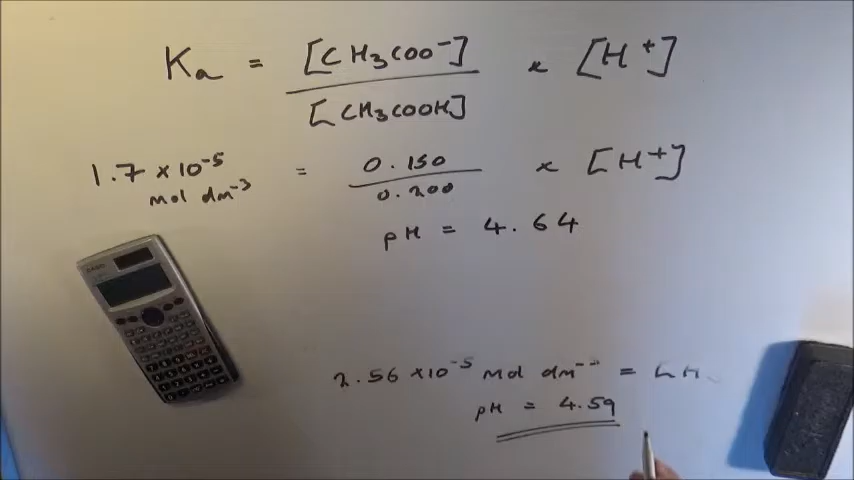 Ka = [CH3COO⁻] / [CH3COOH] × [H⁺]
1.7 × 10⁻⁵ mol dm⁻³ = 0.150 / 0.200 × [H⁺]
pH = 4.64
CASIO
2.56 × 10⁻⁵ mol dm⁻³ = [H
pH = 4.59